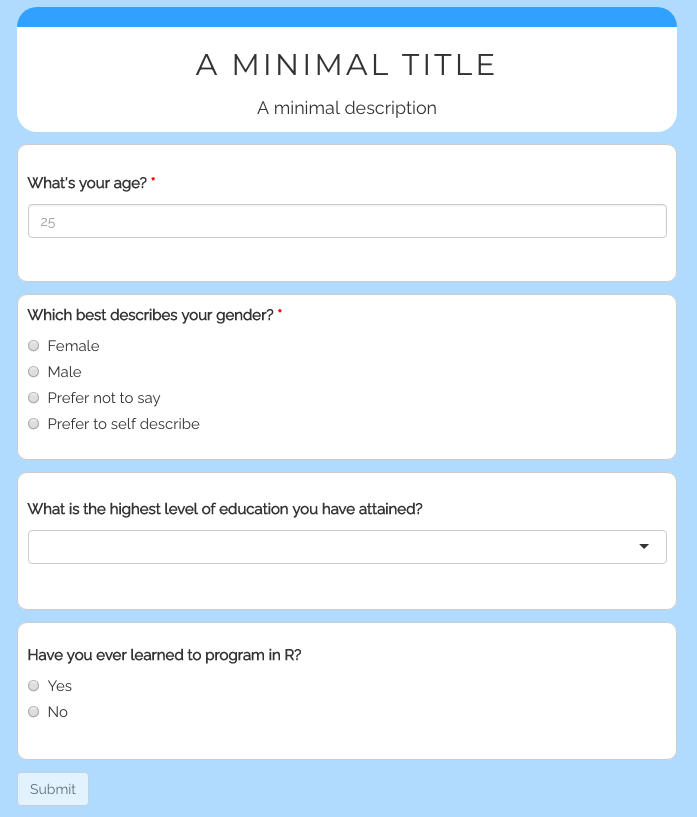 A MINIMAL TITLE
A minimal description
What's your age? *
25
Which best describes your gender? *
Female
Male
Prefer not to say
Prefer to self describe
What is the highest level of education you have attained?
Have you ever learned to program in R?
Yes
No
Submit